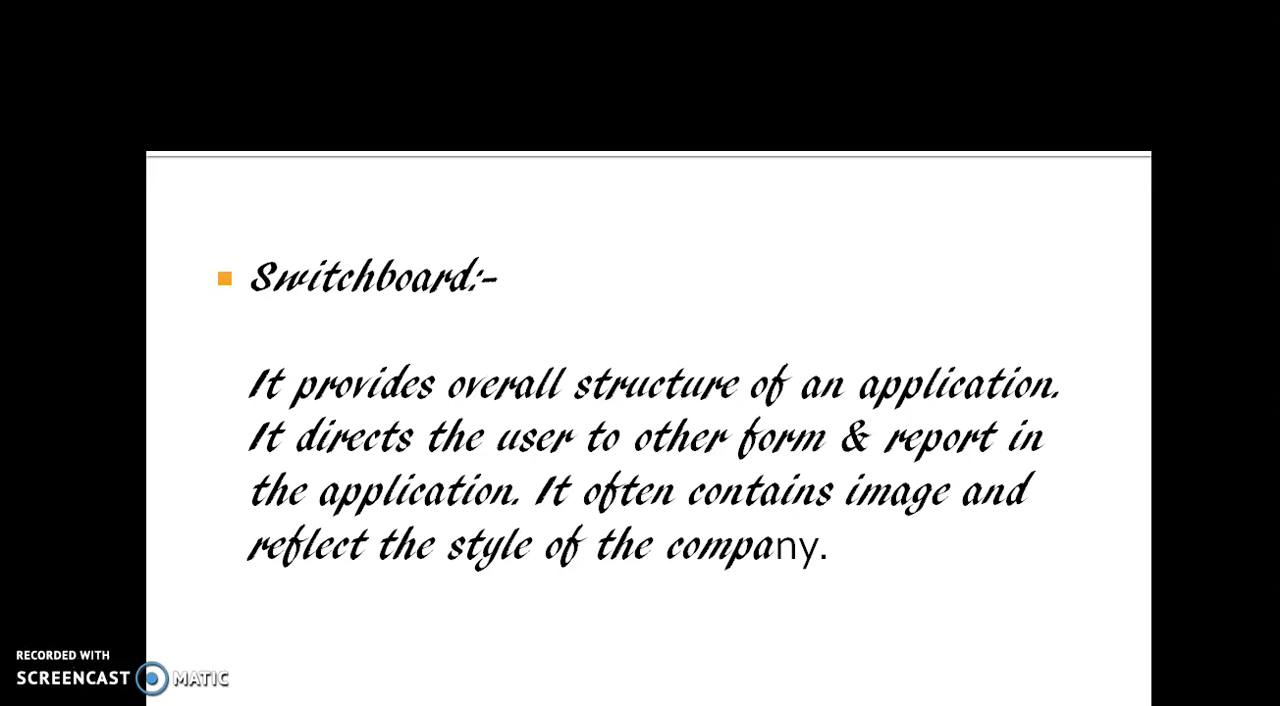 Switchboard:-
It provides overall structure of an application.
It directs the user to other form & report in
the application. It often contains image and
reflect the style of the company.
RECORDED WITH
SCREENCAST MATIC